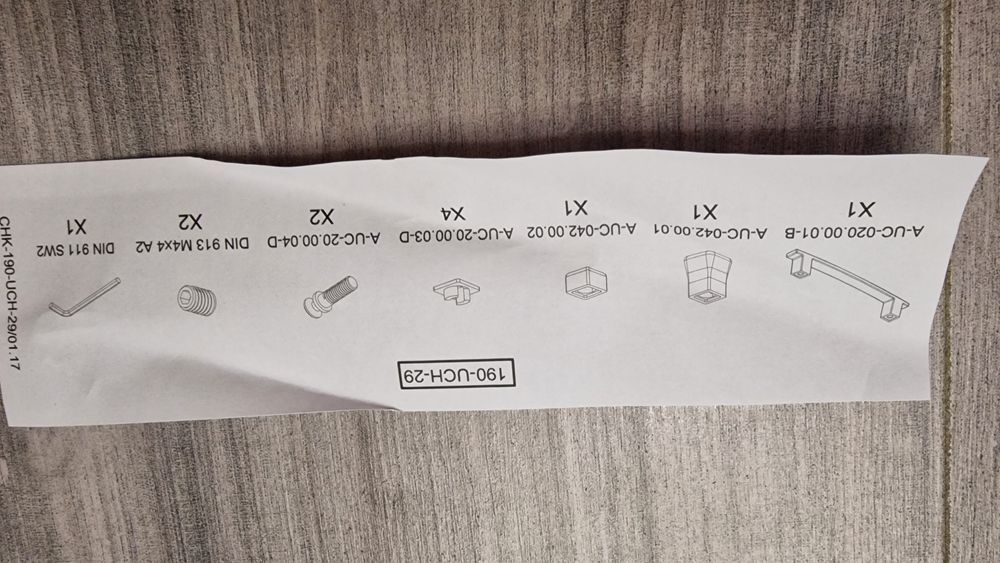 190-UCH-29
A-UC-020.00.01-B
X1
A-UC-042.00.01
X1
A-UC-042.00.02
X1
A-UC-20.00.03-D
X4
A-UC-20.00.04-D
X2
DIN 913 M4x4 A2
X2
DIN 911 SW2
X1
CHK-190-UCH-29/01.17